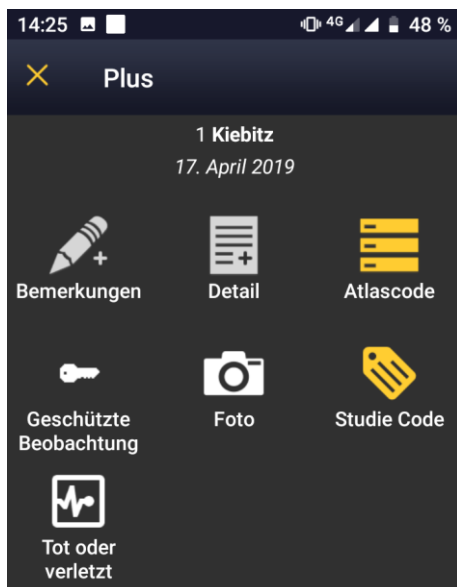 14:25 4G 48 %
Plus
1 Kiebitz
17. April 2019
Bemerkungen Detail Atlascode
Geschützte Beobachtung Foto Studie Code
Tot oder
verletzt